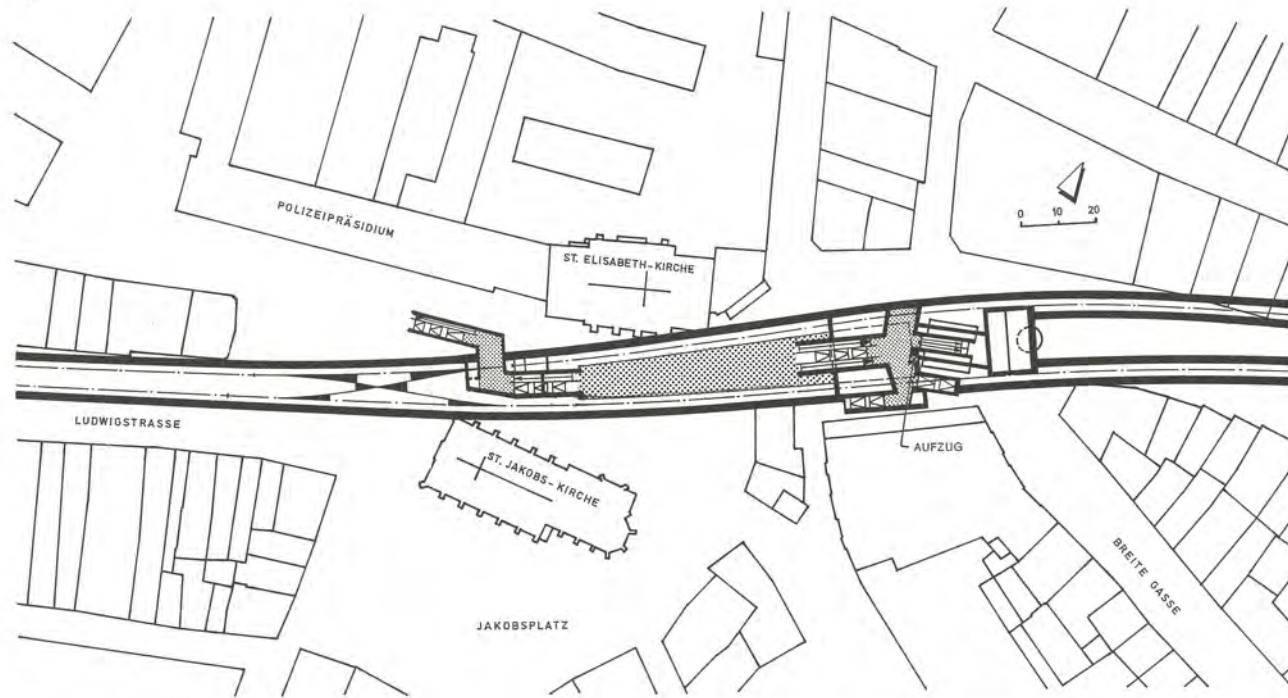 POLIZEIPRÄSIDIUM
ST. ELISABETH-KIRCHE
0 10 20
LUDWIGSTRASSE
ST. JAKOBS-KIRCHE
AUFZUG
BREITE GASSE
JAKOBSPLATZ